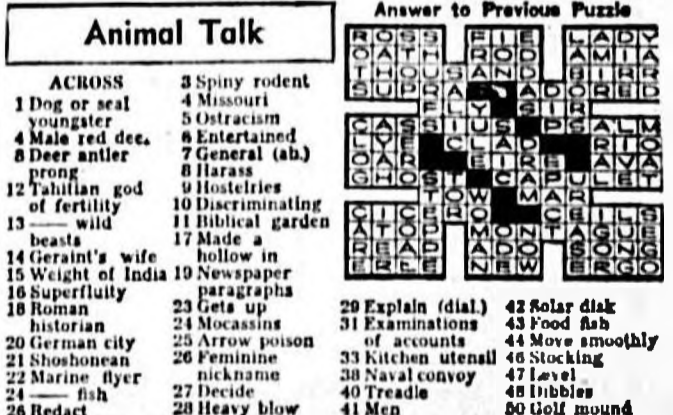 Animal Talk
ACROSS
1 Dog or seal
youngster
4 Male red dee.
8 Deer antler
prong
12 Tahitian god
of fertility
13 —— wild
beasts
14 Geraint's wife
15 Weight of India
16 Superfluity
18 Roman
historian
20 German city
21 Shoshonean
22 Marine flyer
24 —— fish
26 Redact
3 Spiny rodent
4 Missouri
5 Ostracism
6 Entertained
7 General (ab.)
8 Harass
9 Hostelries
10 Discriminating
11 Biblical garden
17 Made a
hollow in
19 Newspaper
paragraphs
23 Gets up
24 Mocassins
25 Arrow poison
26 Feminine
nickname
27 Decide
28 Heavy blow
Answer to Previous Puzzle
ROSS FIE LADY
OATH ROD AMIA
THOUSAND BIRR
SUPRA ADORED
FLY SIR
CASSIUS PSALM
LYE CLAD RIO
OAR EIRE AVA
GHOST CAPULET
TOW MAR
CICERO CEILS
ATOP MONTAGUE
READ ADO SONG
ERLE NEW ERGO
29 Explain (dial.)
31 Examinations
of accounts
33 Kitchen utensil
38 Naval convoy
40 Treadle
41 Men
42 Solar disk
43 Food fish
44 Move smoothly
46 Stocking
47 Level
48 Dibbles
50 Golf mound